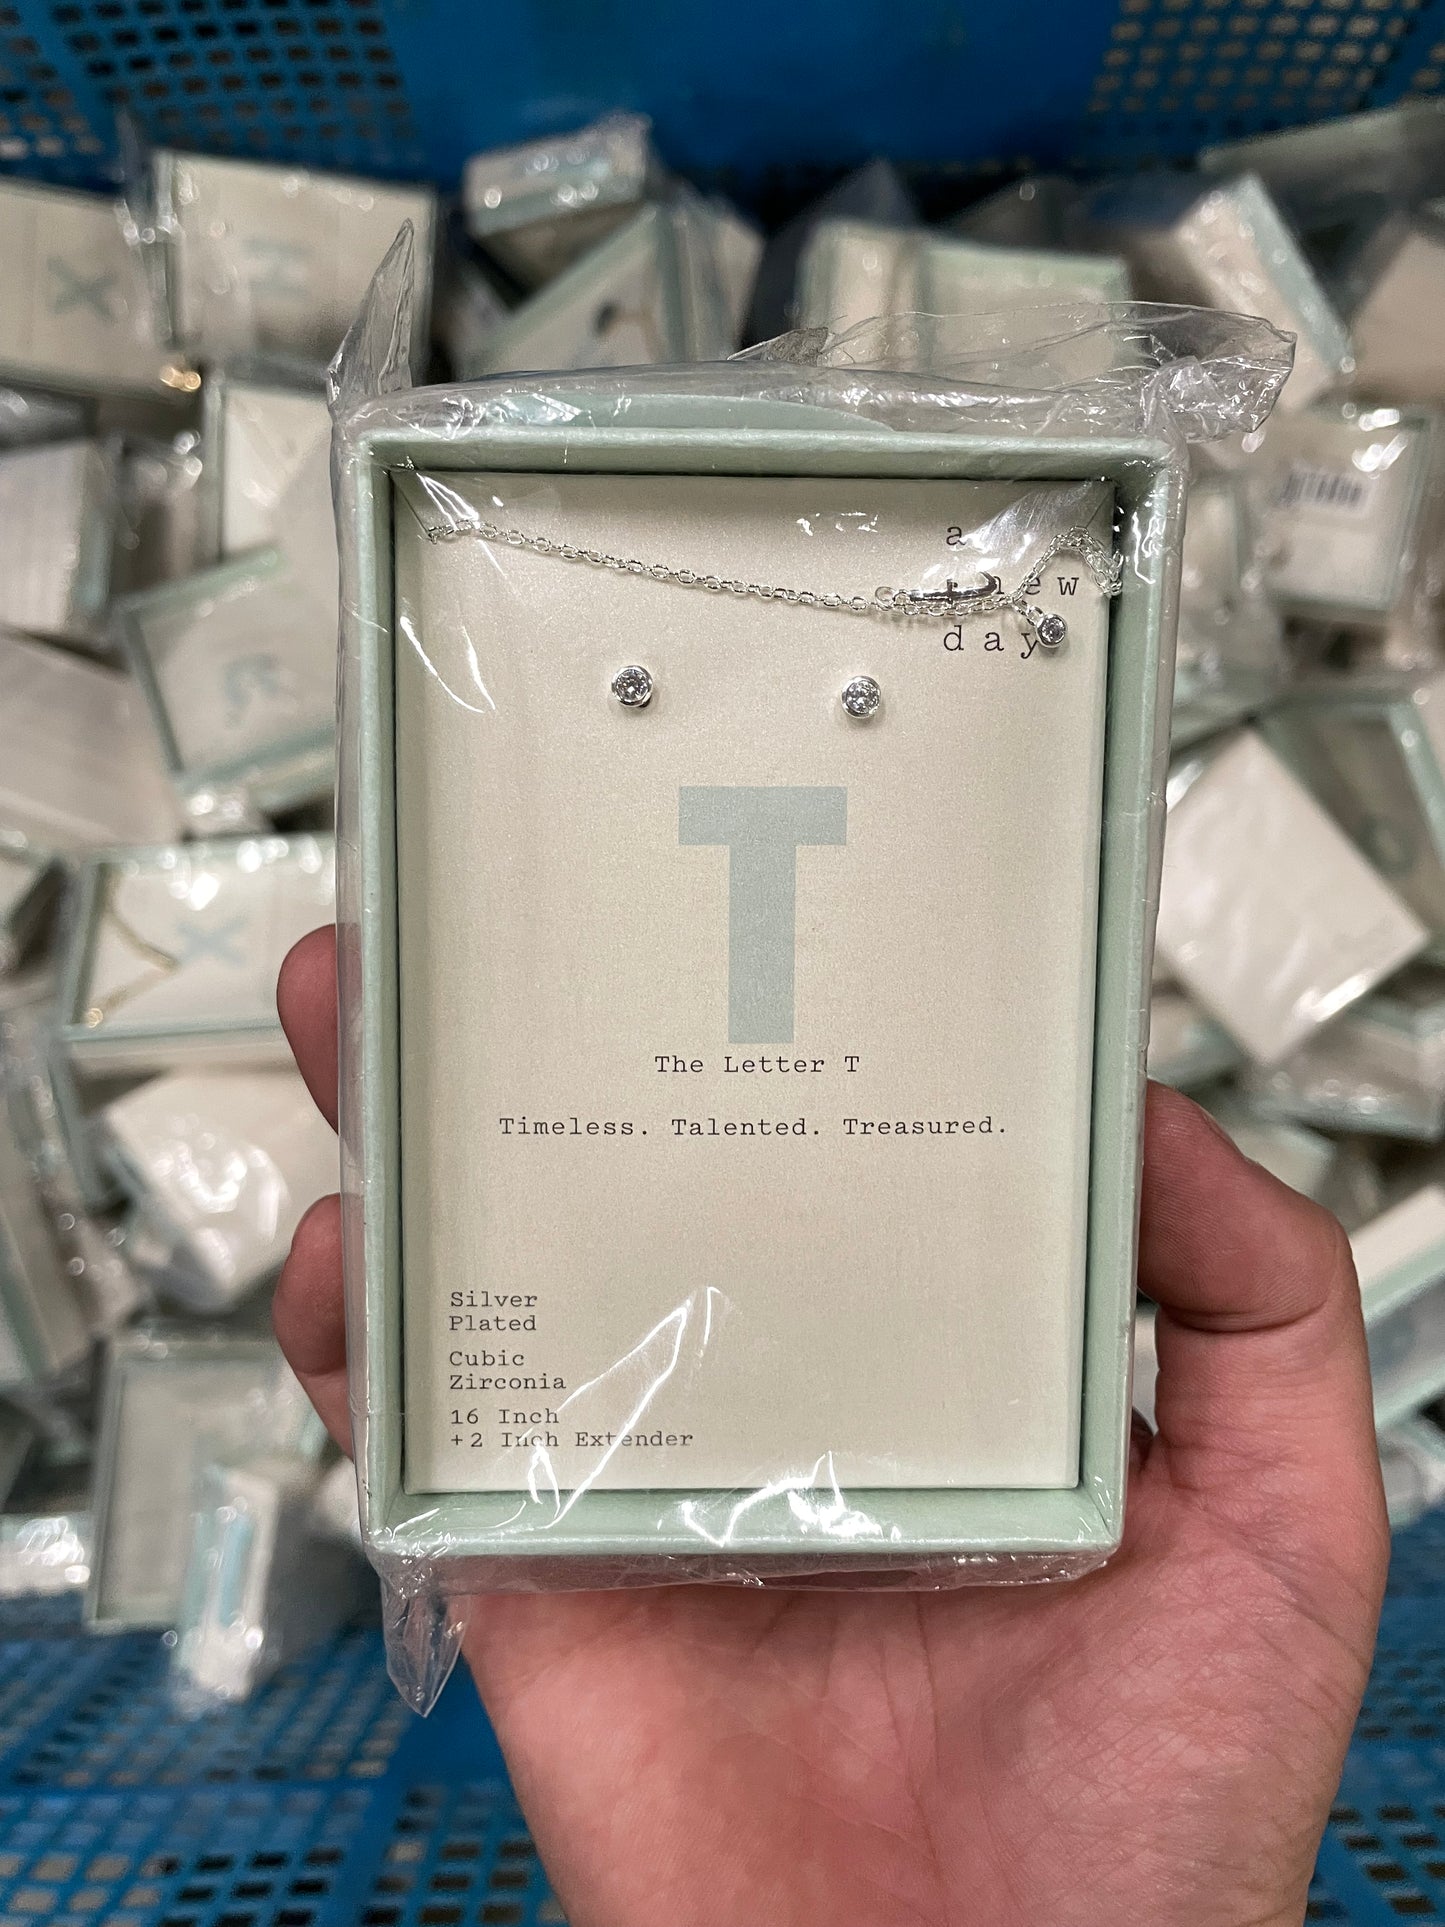 a
new
day
T
The Letter T
Timeless. Talented. Treasured.
Silver
Plated
Cubic
Zirconia
16 Inch
+2 Inch Extender
X
H
R
X